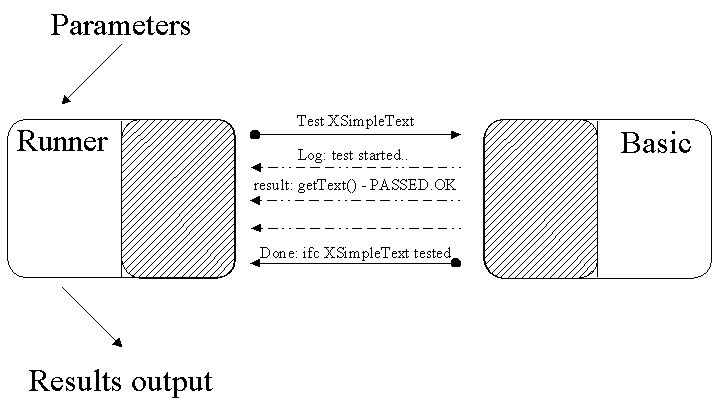 Parameters
Runner
Test XSimpleText
Log: test started..
result: getText() - PASSED.OK
Done: ifc XSimpleText tested
Basic
Results output